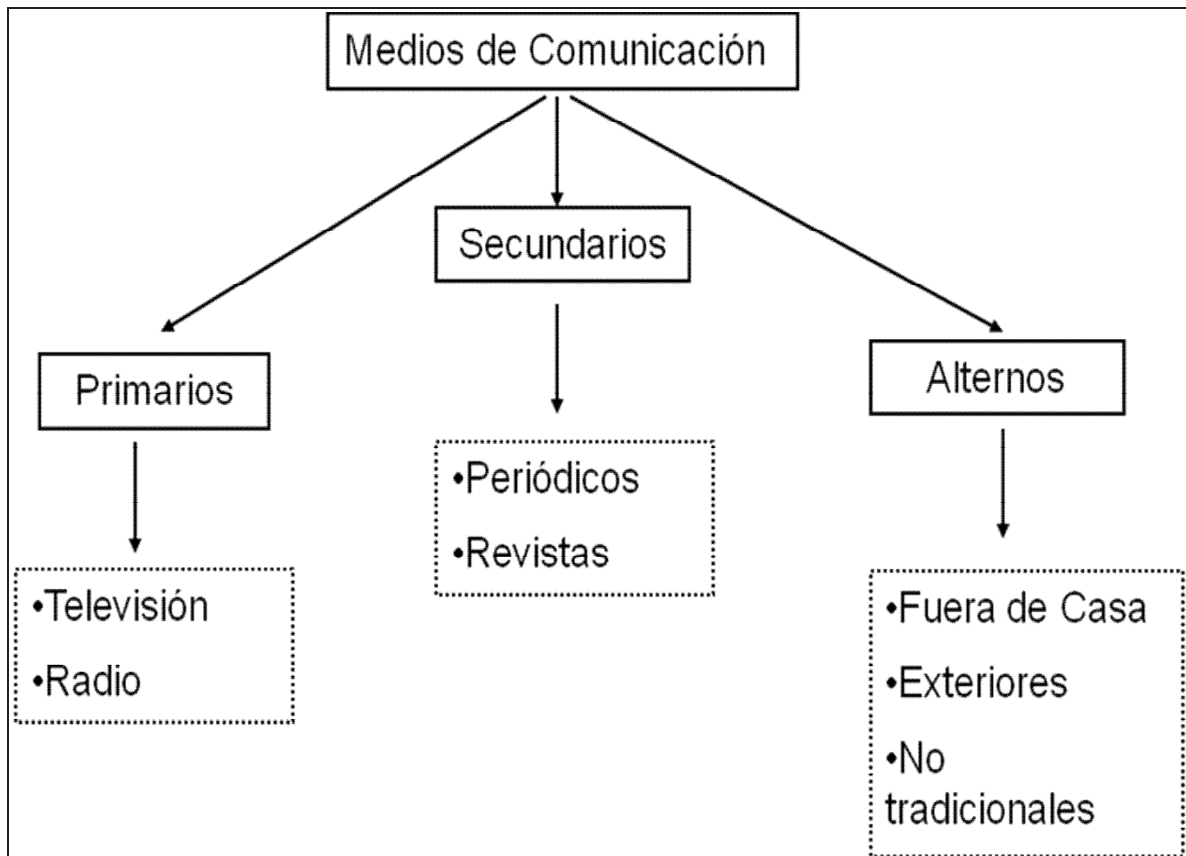 Medios de Comunicación
Secundarios
Primarios
Alternos
•Periódicos
•Revistas
•Televisión
•Radio
•Fuera de Casa
•Exteriores
•No
tradicionales